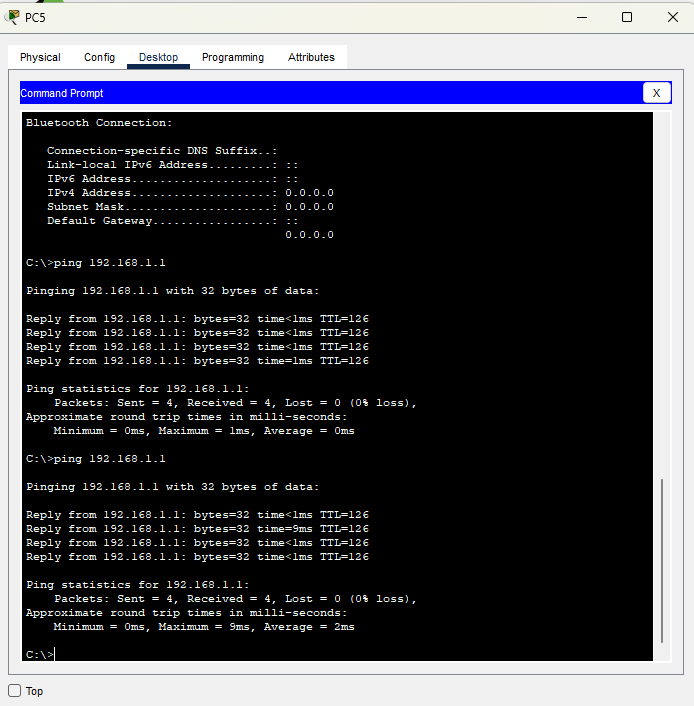 PC5
Physical Config Desktop Programming Attributes
Command Prompt X
Bluetooth Connection:
Connection-specific DNS Suffix..:
Link-local IPv6 Address.........: ::
IPv6 Address....................: ::
IPv4 Address....................: 0.0.0.0
Subnet Mask.....................: 0.0.0.0
Default Gateway.................: ::
0.0.0.0
C:\>ping 192.168.1.1
Pinging 192.168.1.1 with 32 bytes of data:
Reply from 192.168.1.1: bytes=32 time<1ms TTL=126
Reply from 192.168.1.1: bytes=32 time<1ms TTL=126
Reply from 192.168.1.1: bytes=32 time<1ms TTL=126
Reply from 192.168.1.1: bytes=32 time=1ms TTL=126
Ping statistics for 192.168.1.1:
Packets: Sent = 4, Received = 4, Lost = 0 (0% loss),
Approximate round trip times in milli-seconds:
Minimum = 0ms, Maximum = 1ms, Average = 0ms
C:\>ping 192.168.1.1
Pinging 192.168.1.1 with 32 bytes of data:
Reply from 192.168.1.1: bytes=32 time<1ms TTL=126
Reply from 192.168.1.1: bytes=32 time=9ms TTL=126
Reply from 192.168.1.1: bytes=32 time<1ms TTL=126
Reply from 192.168.1.1: bytes=32 time<1ms TTL=126
Ping statistics for 192.168.1.1:
Packets: Sent = 4, Received = 4, Lost = 0 (0% loss),
Approximate round trip times in milli-seconds:
Minimum = 0ms, Maximum = 9ms, Average = 2ms
C:\>
Top